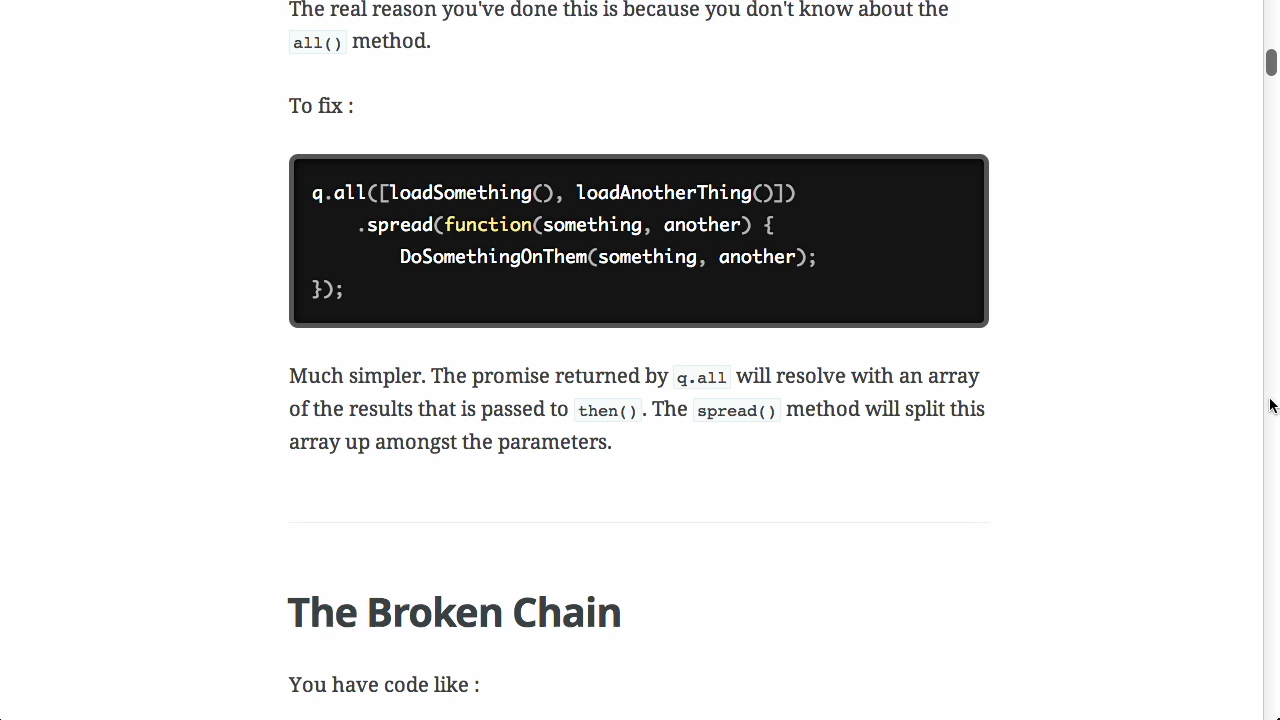 The real reason you've done this is because you don't know about the
all() method.
To fix :
q.all([loadSomething(), loadAnotherThing()])
    .spread(function(something, another) {
        DoSomethingOnThem(something, another);
});
Much simpler. The promise returned by q.all will resolve with an array
of the results that is passed to then(). The spread() method will split this
array up amongst the parameters.
The Broken Chain
You have code like :